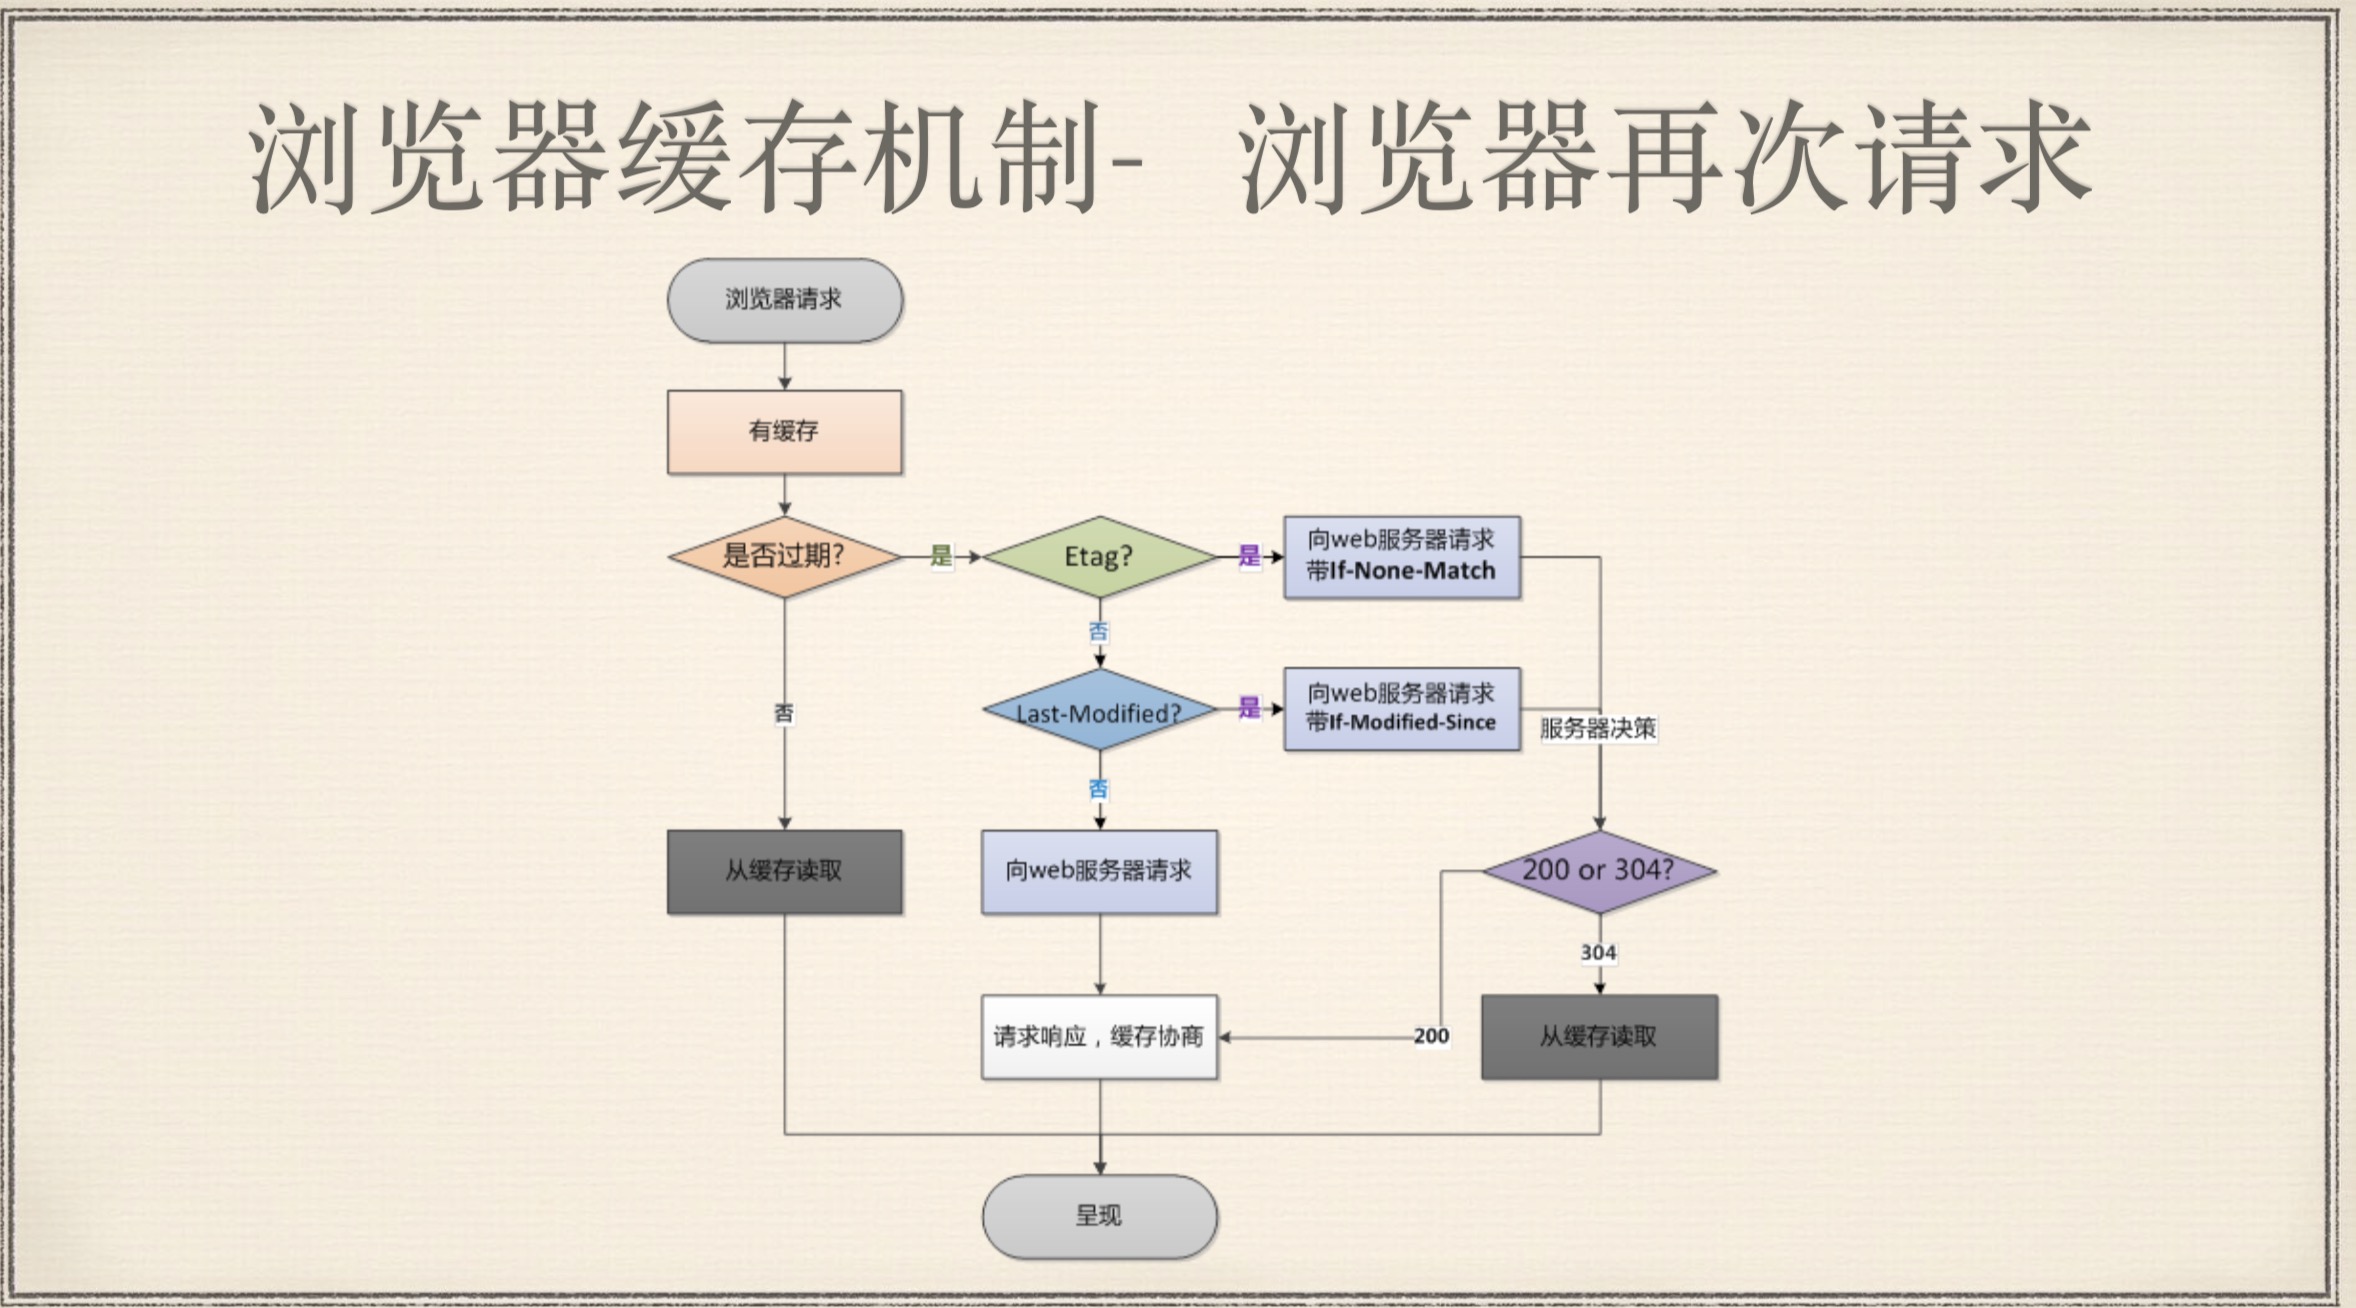 浏览器缓存机制- 浏览器再次请求
浏览器请求
有缓存
是否过期?
是
Etag?
是
向web服务器请求
带If-None-Match
否
否
Last-Modified?
是
向web服务器请求
带If-Modified-Since
服务器决策
否
从缓存读取
向web服务器请求
200 or 304?
304
请求响应，缓存协商
200
从缓存读取
呈现